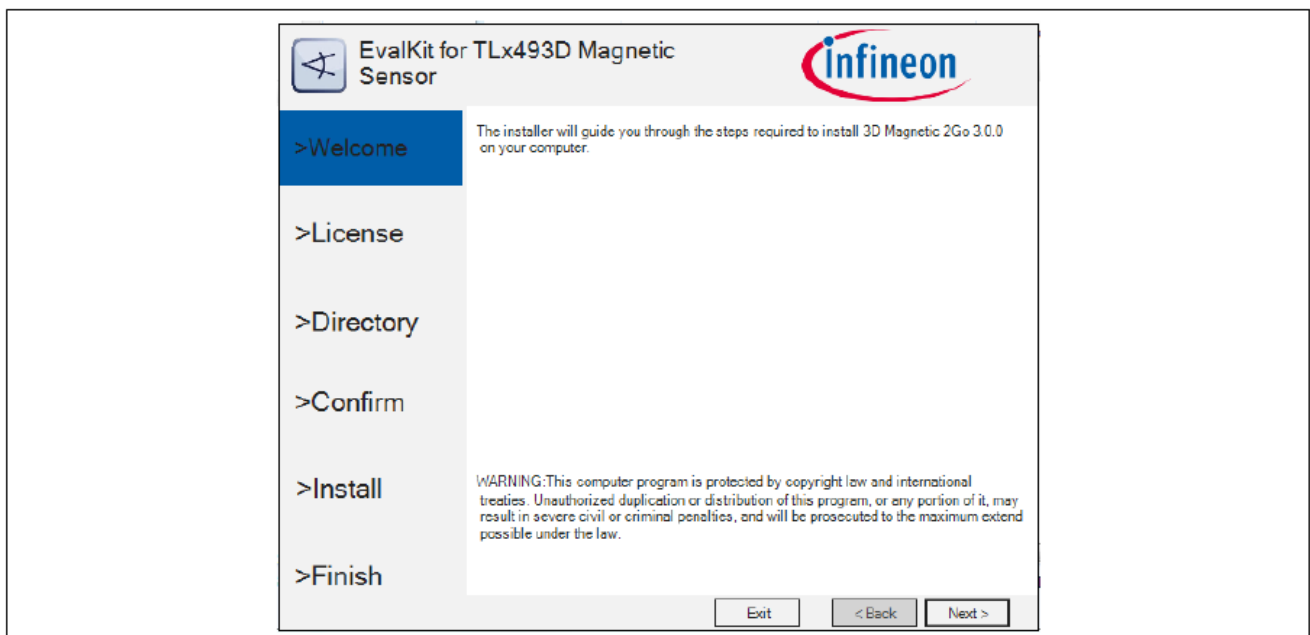 EvalKit for TLx493D Magnetic
Sensor
infineon
>Welcome
The installer will guide you through the steps required to install 3D Magnetic 2Go 3.0.0
on your computer.
>License
>Directory
>Confirm
>Install
WARNING:This computer program is protected by copyright law and international
treaties. Unauthorized duplication or distribution of this program, or any portion of it, may
result in severe civil or criminal penalties, and will be prosecuted to the maximum extend
possible under the law.
>Finish
Exit
< Back
Next >